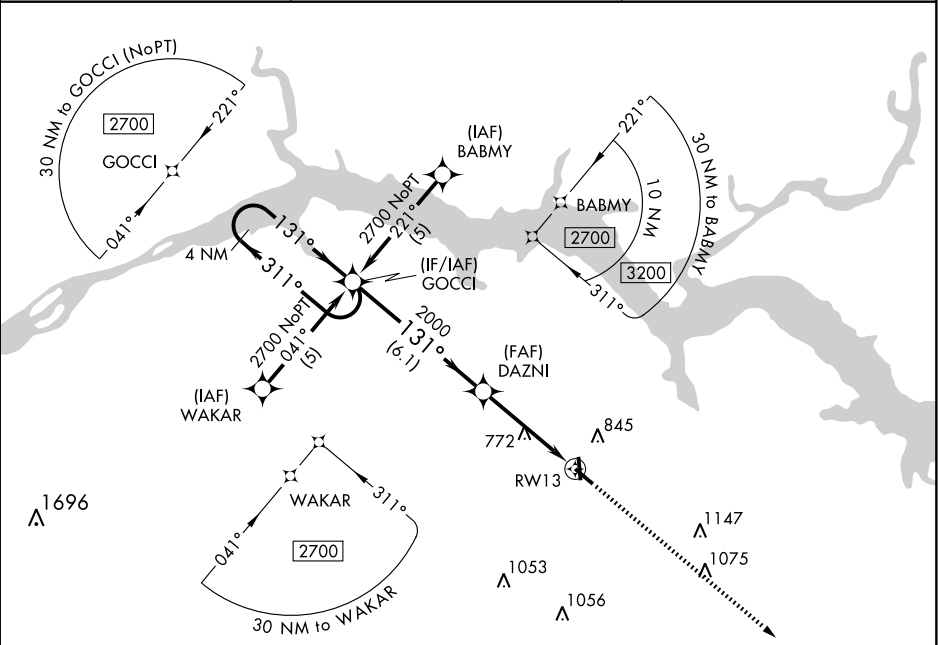 30 NM to GOCCI (NoPT)
221°
2700
GOCCI
041°
(IAF)
BABMY
2700 NoPT
221°
(5)
131°
4 NM
311°
(IF/IAF)
GOCCI
2700 NoPT
041°
(5)
(IAF)
WAKAR
2000
131°
(6.1)
(FAF)
DAZNI
221°
30 NM to BABMY
10 NM
BABMY
2700
3200
311°
772
845
RW13
1696
WAKAR
311°
041°
2700
30 NM to WAKAR
1147
1075
1053
1056